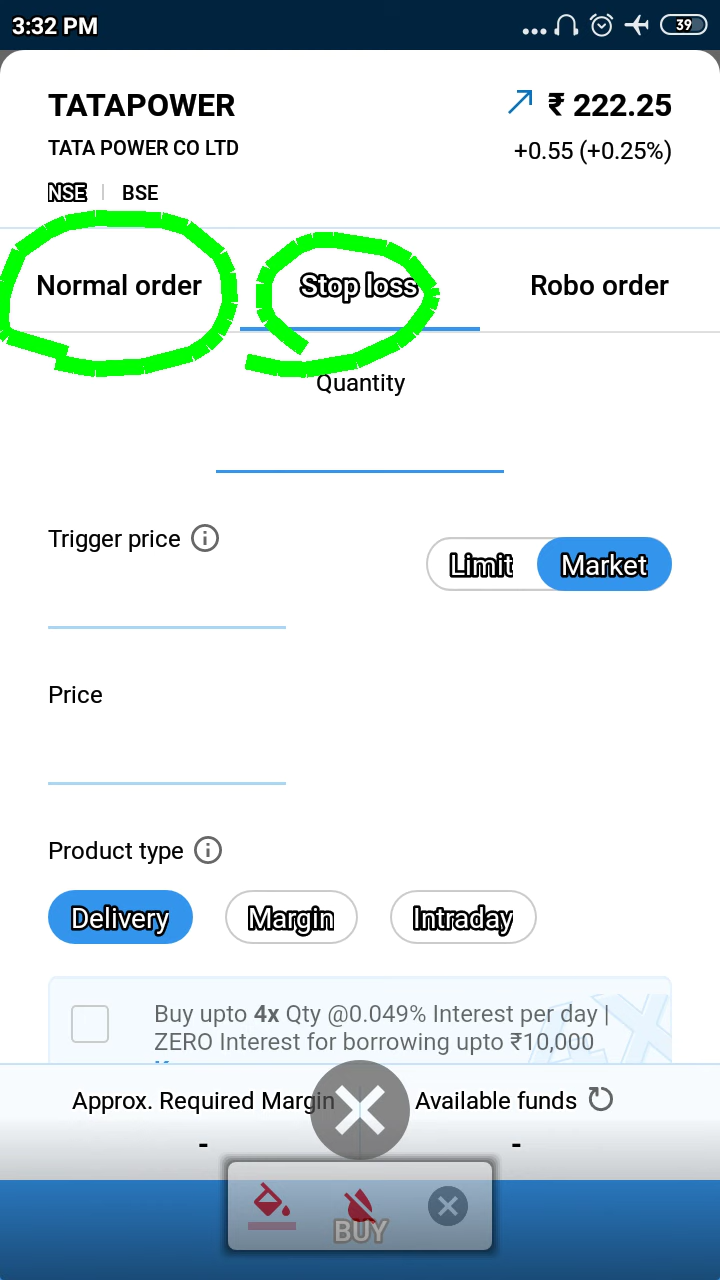 3:32 PM 39
TATAPOWER ₹ 222.25
TATA POWER CO LTD +0.55 (+0.25%)
NSE | BSE
Normal order Stop loss Robo order
Quantity
Trigger price
Limit Market
Price
Product type
Delivery Margin Intraday
Buy upto 4x Qty @0.049% Interest per day |
ZERO Interest for borrowing upto ₹10,000
4X
Approx. Required Margin Available funds
- -
BUY